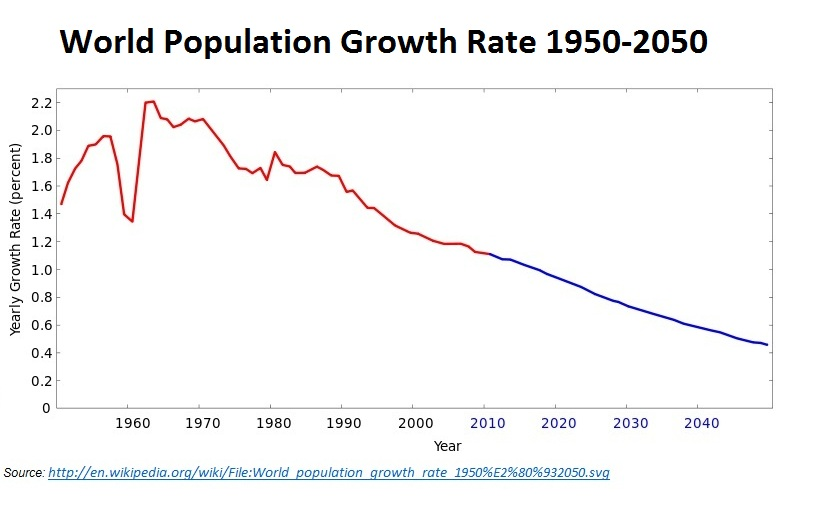 World Population Growth Rate 1950-2050
Yearly Growth Rate (percent)
2.2
2.0
1.8
1.6
1.4
1.2
1.0
0.8
0.6
0.4
0.2
0
1960 1970 1980 1990 2000 2010 2020 2030 2040
Year
Source: http://en.wikipedia.org/wiki/File:World_population_growth_rate_1950%E2%80%932050.svg